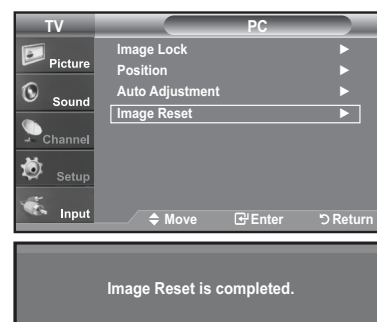 TV
PC
Picture
Sound
Channel
Setup
Input
Image Lock ►
Position ►
Auto Adjustment ►
Image Reset ►
Move Enter Return
Image Reset is completed.